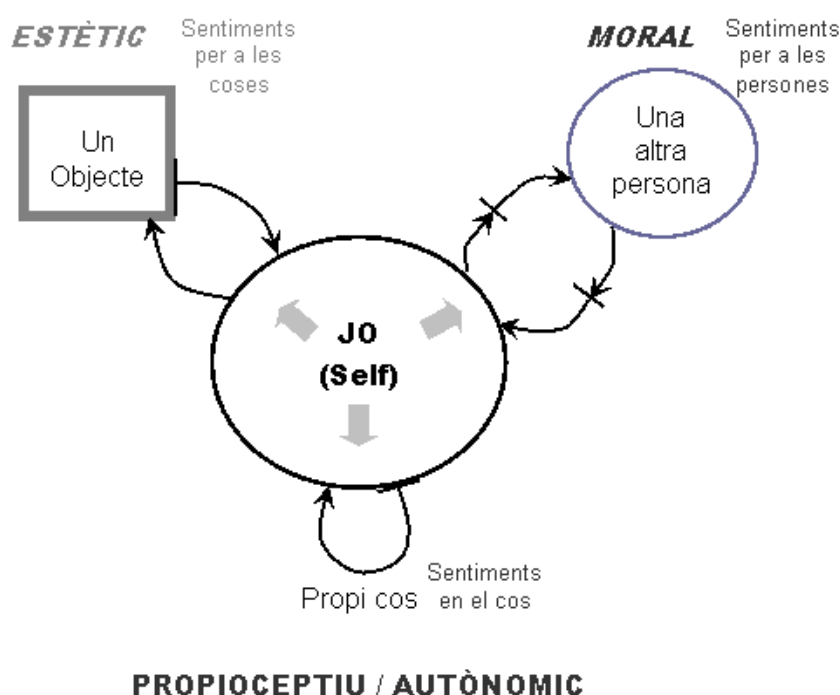 ESTÈTIC
Sentiments
per a les
coses
MORAL
Sentiments
per a les
persones
Un
Objecte
Una
altra
persona
JO
(Self)
Propi cos
Sentiments
en el cos
PROPIOCEPTIU / AUTÒNOMIC